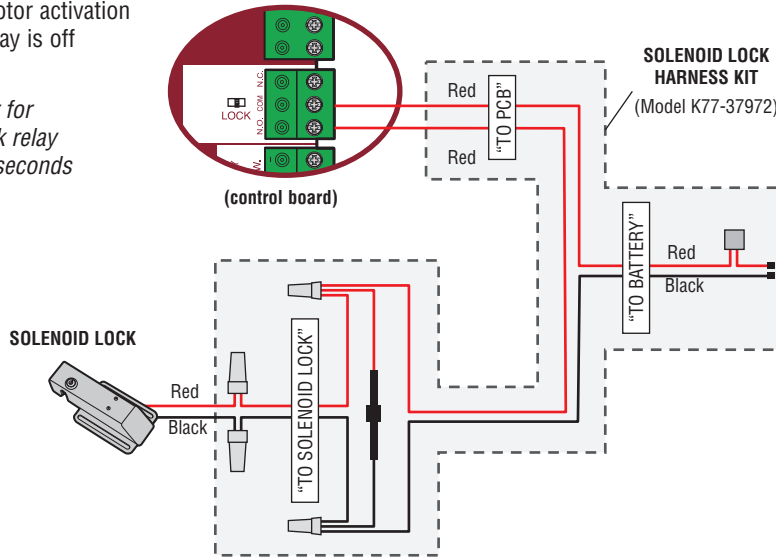 otor activation
ay is off
r for
k relay
seconds
N.C.
COM
N.O.
LOCK
W.
(control board)
Red
Red
"TO PCB"
SOLENOID LOCK
HARNESS KIT
(Model K77-37972)
"TO BATTERY"
Red
Black
SOLENOID LOCK
Red
Black
"TO SOLENOID LOCK"